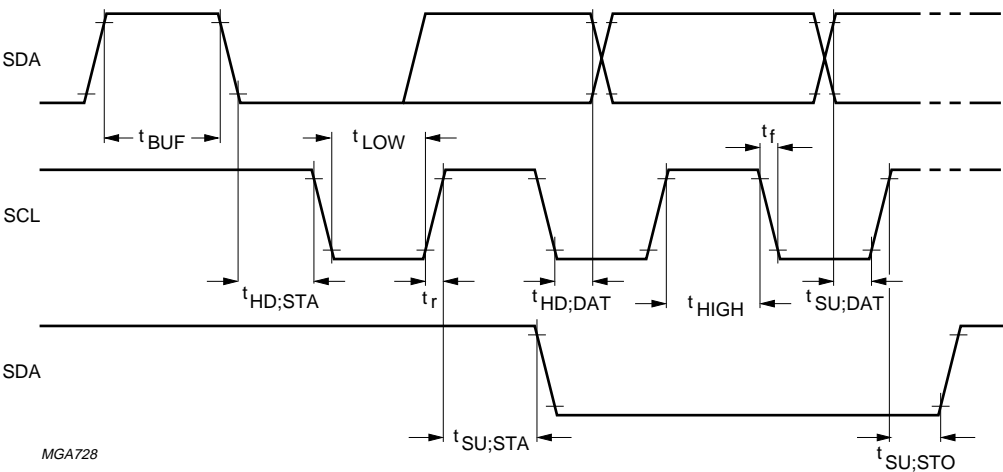 SDA
t BUF
t LOW
t f
SCL
t HD;STA
t r
t HD;DAT
t HIGH
t SU;DAT
SDA
t SU;STA
t SU;STO
MGA728